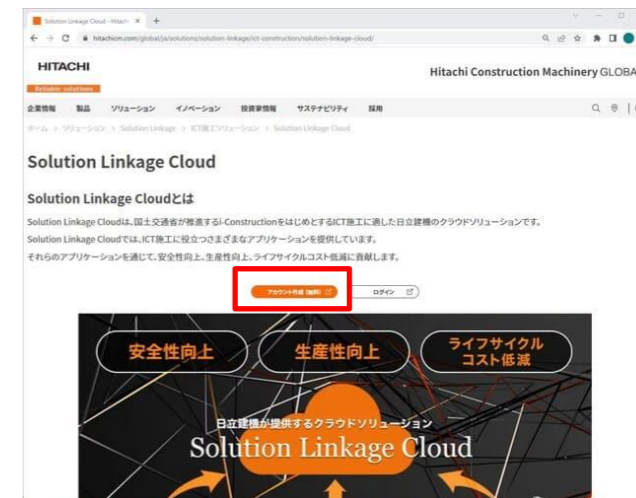 Solution Linkage Cloud - Hitach
hitachicm.com/global/ja/solutions/solution-linkage/ict-construction/solution-linkage-cloud/
HITACHI
Hitachi Construction Machinery GLOBA
Reliable solutions
企業情報 製品 ソリューション イノベーション 投資家情報 サステナビリティ 採用
ホーム > ソリューション > Solution Linkage > ICT施工ソリューション > Solution Linkage Cloud
Solution Linkage Cloud
Solution Linkage Cloudとは
Solution Linkage Cloudは、国土交通省が推進するi-ConstructionをはじめとするICT施工に適した日立建機のクラウドソリューションです。
Solution Linkage Cloudでは、ICT施工に役立つさまざまなアプリケーションを提供しています。
それらのアプリケーションを通じて、安全性向上、生産性向上、ライフサイクルコスト低減に貢献します。
アカウント作成（無料） ログイン
安全性向上 生産性向上 ライフサイクル
コスト低減
日立建機が提供するクラウドソリューション
Solution Linkage Cloud